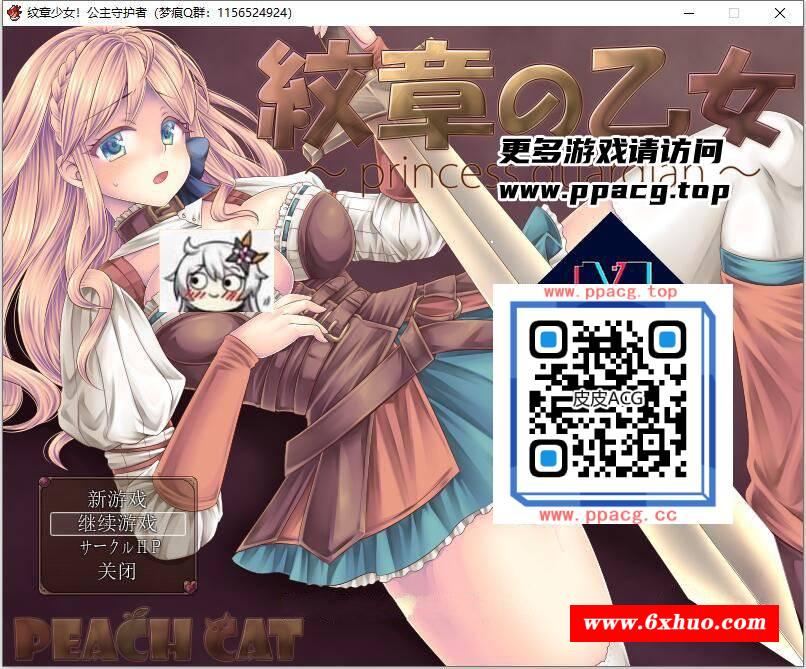 纹章少女！公主守护者（梦痕Q群：1156524924）
紋章の乙女
～ princess guardian ～
更多游戏请访问
www.ppacg.top
www.ppacg.top
皮皮ACG
www.ppacg.cc
新游戏
继续游戏
サークルHP
关闭
PEACH CAT
www.6xhuo.com